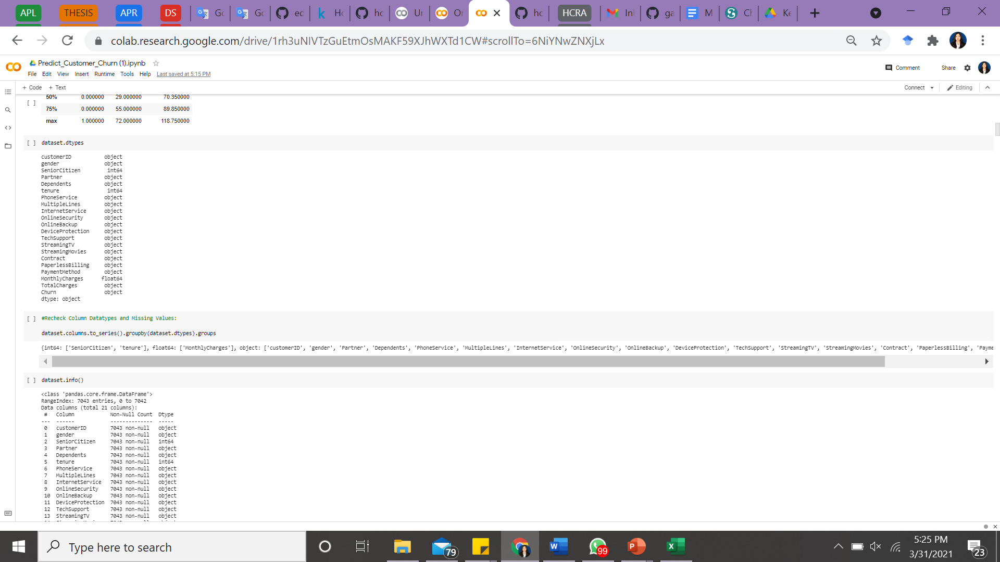 APL THESIS APR DS Go Go ed Ho ho Un On ho HCRA In ga M Ch Ke
colab.research.google.com/drive/1rh3uNIVTzGuEtmOsMAKF59XJhWXTd1CW#scrollTo=6NiYNwZNXjLx
Predict_Customer_Churn (1).ipynb
File Edit View Insert Runtime Tools Help Last saved at 5:15 PM
Comment Share
+ Code + Text
Connect Editing
[ ]
50% 0.000000 29.000000 70.350000
75% 0.000000 55.000000 89.850000
max 1.000000 72.000000 118.750000
[ ] dataset.dtypes
customerID object
gender object
SeniorCitizen int64
Partner object
Dependents object
tenure int64
PhoneService object
MultipleLines object
InternetService object
OnlineSecurity object
OnlineBackup object
DeviceProtection object
TechSupport object
StreamingTV object
StreamingMovies object
Contract object
PaperlessBilling object
PaymentMethod object
MonthlyCharges float64
TotalCharges object
Churn object
dtype: object
[ ] #Recheck Column Datatypes and Missing Values:
dataset.columns.to_series().groupby(dataset.dtypes).groups
{int64: ['SeniorCitizen', 'tenure'], float64: ['MonthlyCharges'], object: ['customerID', 'gender', 'Partner', 'Dependents', 'PhoneService', 'MultipleLines', 'InternetService', 'OnlineSecurity', 'OnlineBackup', 'DeviceProtection', 'TechSupport', 'StreamingTV', 'StreamingMovies', 'Contract', 'PaperlessBilling', 'Payme
[ ] dataset.info()
<class 'pandas.core.frame.DataFrame'>
RangeIndex: 7043 entries, 0 to 7042
Data columns (total 21 columns):
# Column Non-Null Count Dtype
--- ------ -------------- -----
0 customerID 7043 non-null object
1 gender 7043 non-null object
2 SeniorCitizen 7043 non-null int64
3 Partner 7043 non-null object
4 Dependents 7043 non-null object
5 tenure 7043 non-null int64
6 PhoneService 7043 non-null object
7 MultipleLines 7043 non-null object
8 InternetService 7043 non-null object
9 OnlineSecurity 7043 non-null object
10 OnlineBackup 7043 non-null object
11 DeviceProtection 7043 non-null object
12 TechSupport 7043 non-null object
13 StreamingTV 7043 non-null object
Type here to search
79
99
5:25 PM
3/31/2021
23